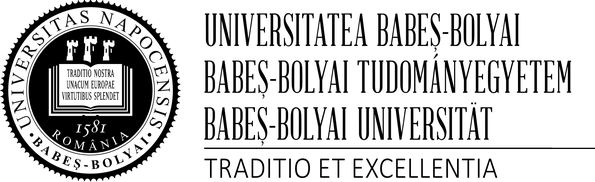 UNIVERSITAS NAPOCENSIS
TRADITIO NOSTRA
UNACUM EUROPAE
VIRTUTIBUS SPLENDET
1581
ROMÂNIA
· BABEȘ-BOLYAI ·
UNIVERSITATEA BABEȘ-BOLYAI
BABEȘ-BOLYAI TUDOMÁNYEGYETEM
BABEȘ-BOLYAI UNIVERSITÄT
TRADITIO ET EXCELLENTIA